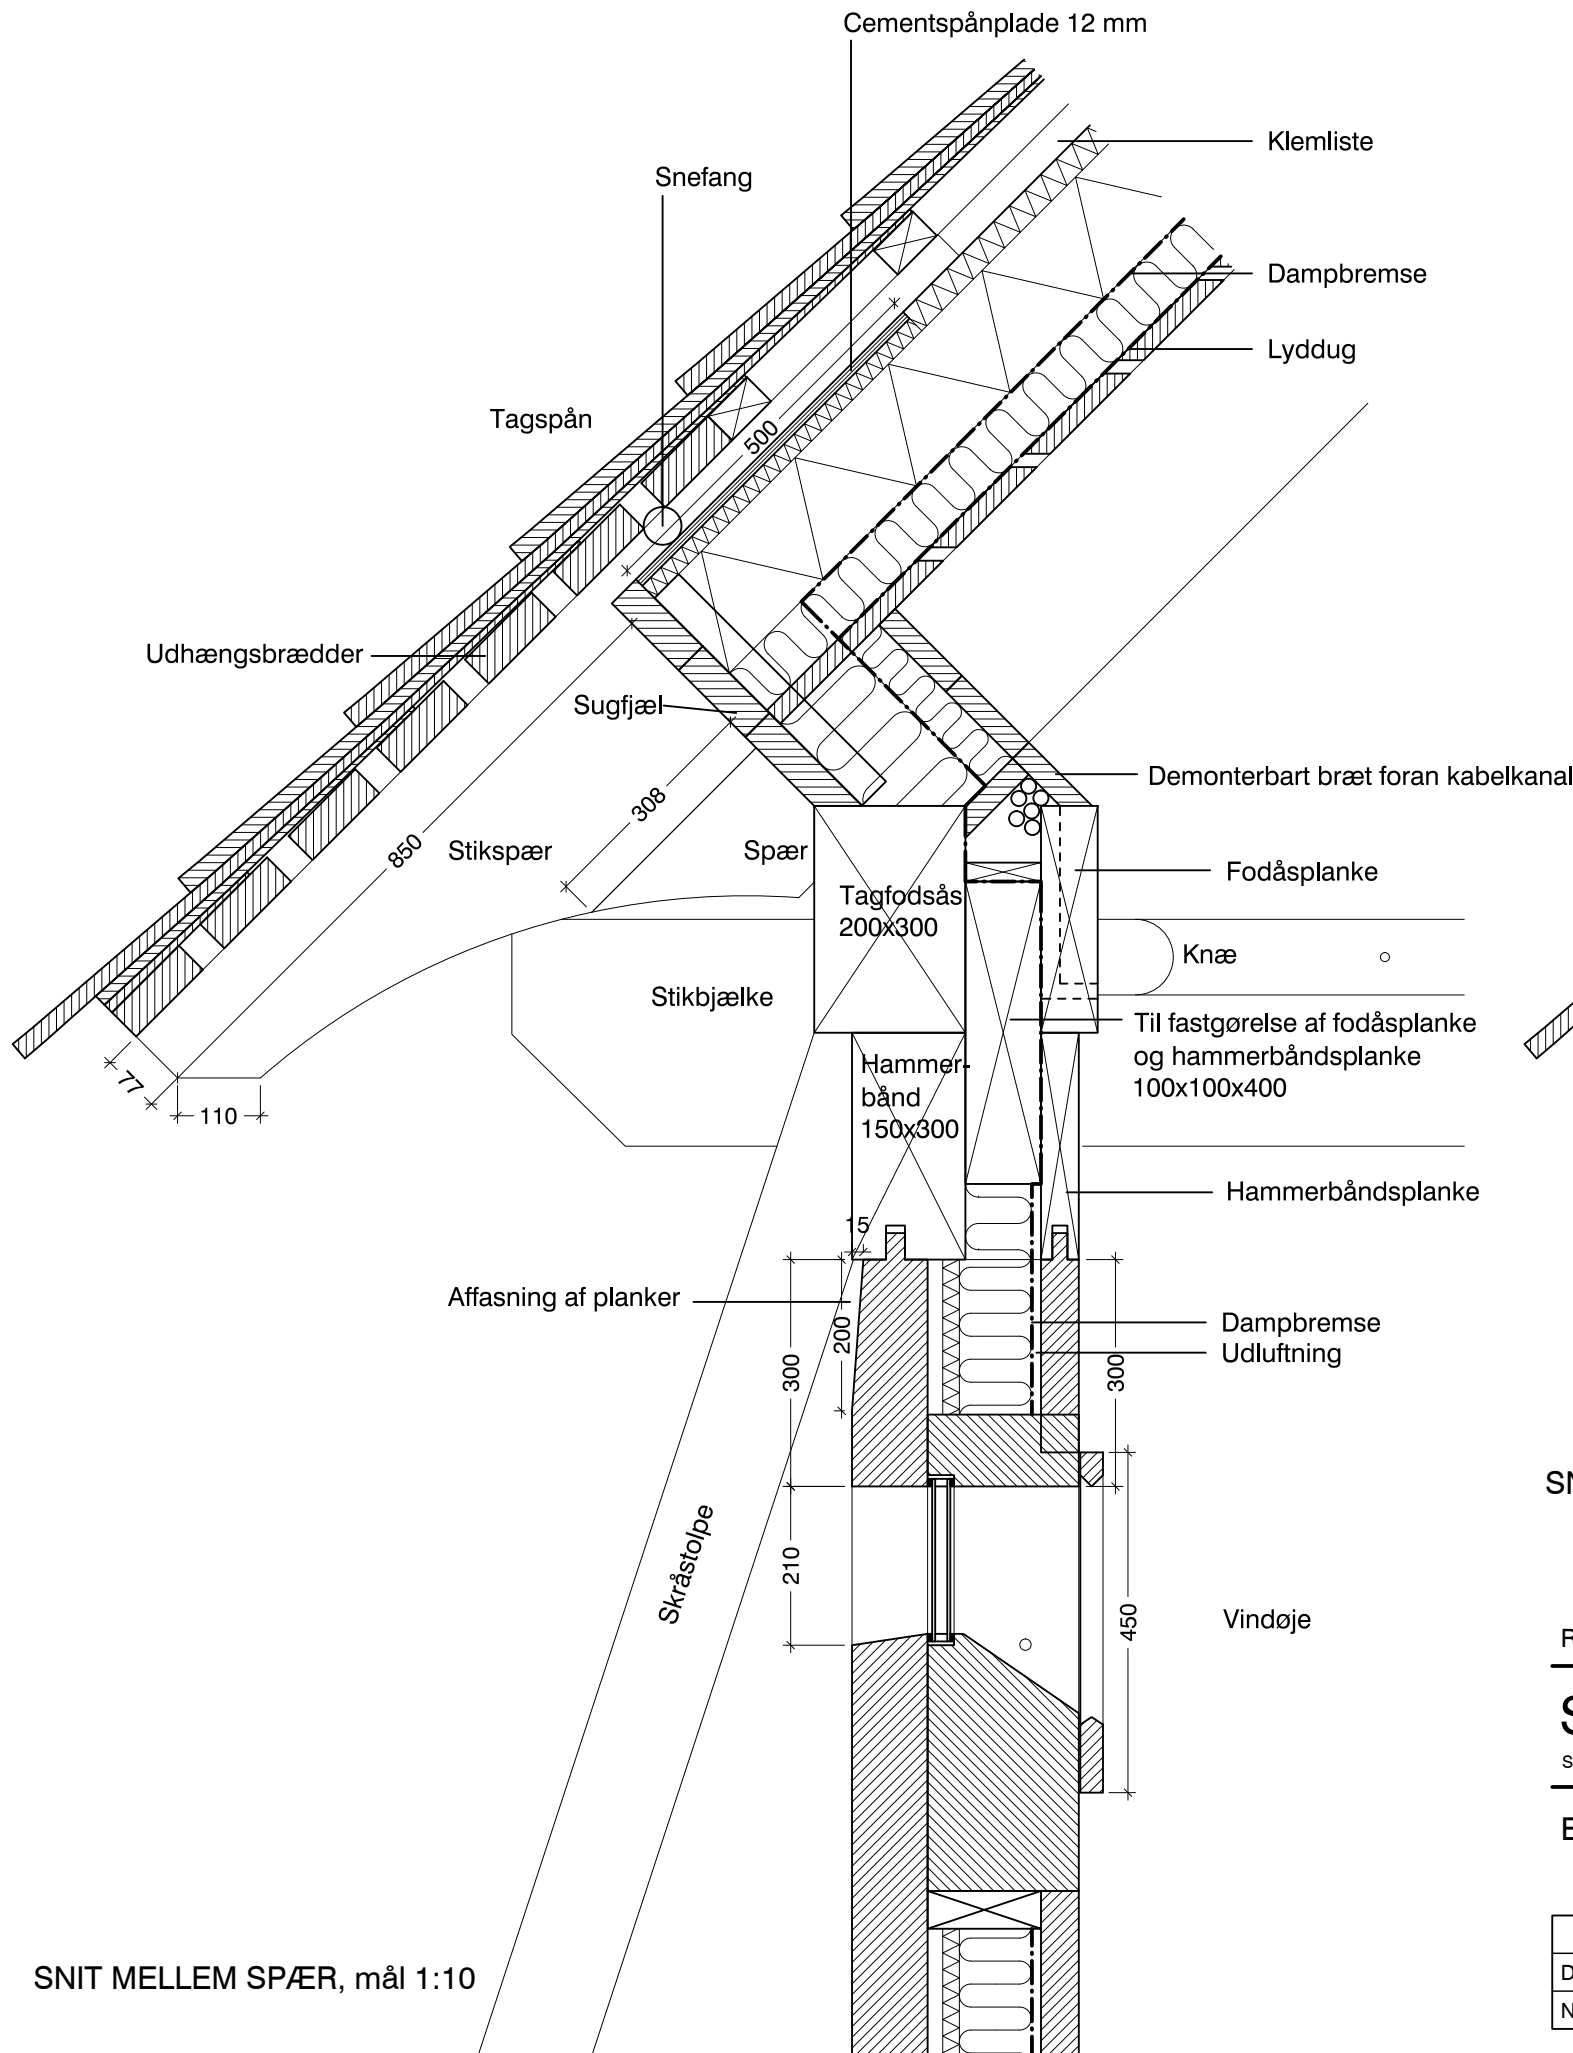 Cementspånplade 12 mm
Klemliste
Snefang
Dampbremse
Lyddug
Tagspån
500
Udhængsbrædder
Sugfjæl
Demonterbart bræt foran kabelkanal
308
850
Stikspær
Spær
Fodåsplanke
Tagfodsås
200x300
Knæ
Stikbjælke
Til fastgørelse af fodåsplanke
og hammerbåndsplanke
100x100x400
77
110
Hammer-
bånd
150x300
Hammerbåndsplanke
15
Affasning af planker
200
300
300
Dampbremse
Udluftning
210
450
Skråstolpe
Vindøje
SNIT MELLEM SPÆR, mål 1:10